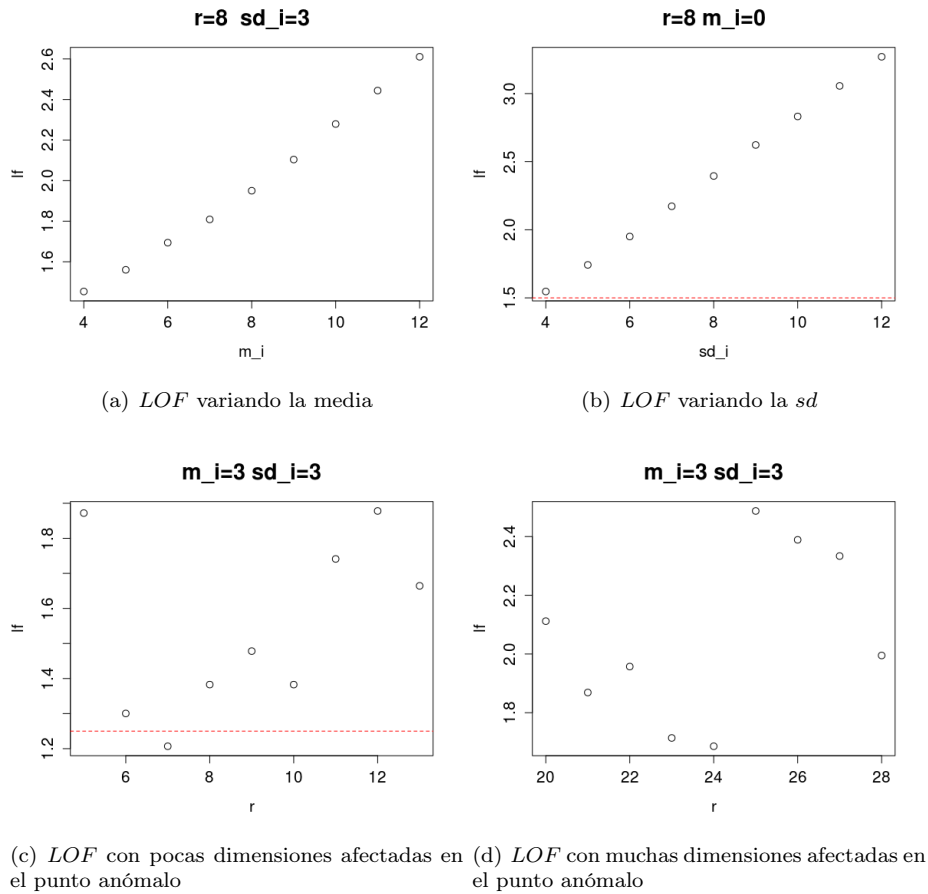 r=8 sd_i=3
r=8 m_i=0
lf
2.6
2.4
2.2
2.0
1.8
1.6
4 6 8 10 12
m_i
lf
3.0
2.5
2.0
1.5
4 6 8 10 12
sd_i
(a) LOF variando la media
(b) LOF variando la sd
m_i=3 sd_i=3
m_i=3 sd_i=3
lf
1.8
1.6
1.4
1.2
6 8 10 12
r
lf
2.4
2.2
2.0
1.8
20 22 24 26 28
r
(c) LOF con pocas dimensiones afectadas en
el punto anómalo
(d) LOF con muchas dimensiones afectadas en
el punto anómalo